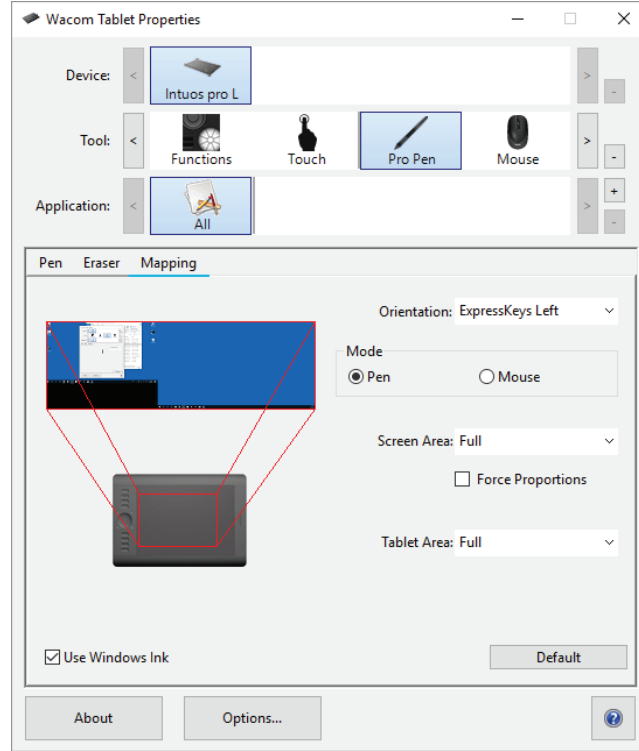 Wacom Tablet Properties
Device:
Intuos pro L
Tool:
Functions
Touch
Pro Pen
Mouse
Application:
All
Pen Eraser Mapping
Orientation: ExpressKeys Left
Mode
Pen
Mouse
Screen Area: Full
Force Proportions
Tablet Area: Full
Use Windows Ink
Default
About
Options...